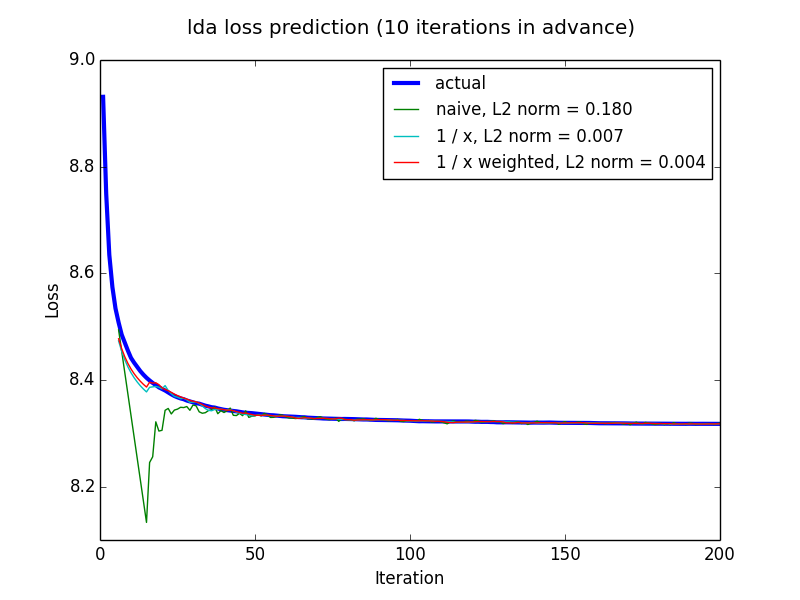 lda loss prediction (10 iterations in advance)
9.0
8.8
8.6
8.4
8.2
Loss
actual
naive, L2 norm = 0.180
1 / x, L2 norm = 0.007
1 / x weighted, L2 norm = 0.004
0 50 100 150 200
Iteration